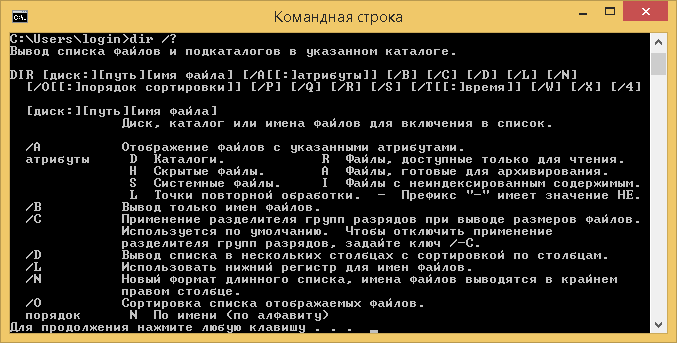 Командная строка
C:\Users\login>dir /?
Вывод списка файлов и подкаталогов в указанном каталоге.
DIR [диск:][путь][имя файла] [/A[[:]атрибуты]] [/B] [/C] [/D] [/L] [/N]
[/O[[:]порядок сортировки]] [/P] [/Q] [/R] [/S] [/T[[:]время]] [/W] [/X] [/4]
[диск:][путь][имя файла]
Диск, каталог или имена файлов для включения в список.
/A Отображение файлов с указанными атрибутами.
атрибуты D Каталоги. R Файлы, доступные только для чтения.
H Скрытые файлы. A Файлы, готовые для архивирования.
S Системные файлы. I Файлы с неиндексированным содержимым.
L Точки повторной обработки. - Префикс "-" имеет значение НЕ.
/B Вывод только имен файлов.
/C Применение разделителя групп разрядов при выводе размеров файлов.
Используется по умолчанию. Чтобы отключить применение
разделителя групп разрядов, задайте ключ /-C.
/D Вывод списка в нескольких столбцах с сортировкой по столбцам.
/L Использовать нижний регистр для имен файлов.
/N Новый формат длинного списка, имена файлов выводятся в крайнем
правом столбце.
/O Сортировка списка отображаемых файлов.
порядок N По имени (по алфавиту)
Для продолжения нажмите любую клавишу . . . _